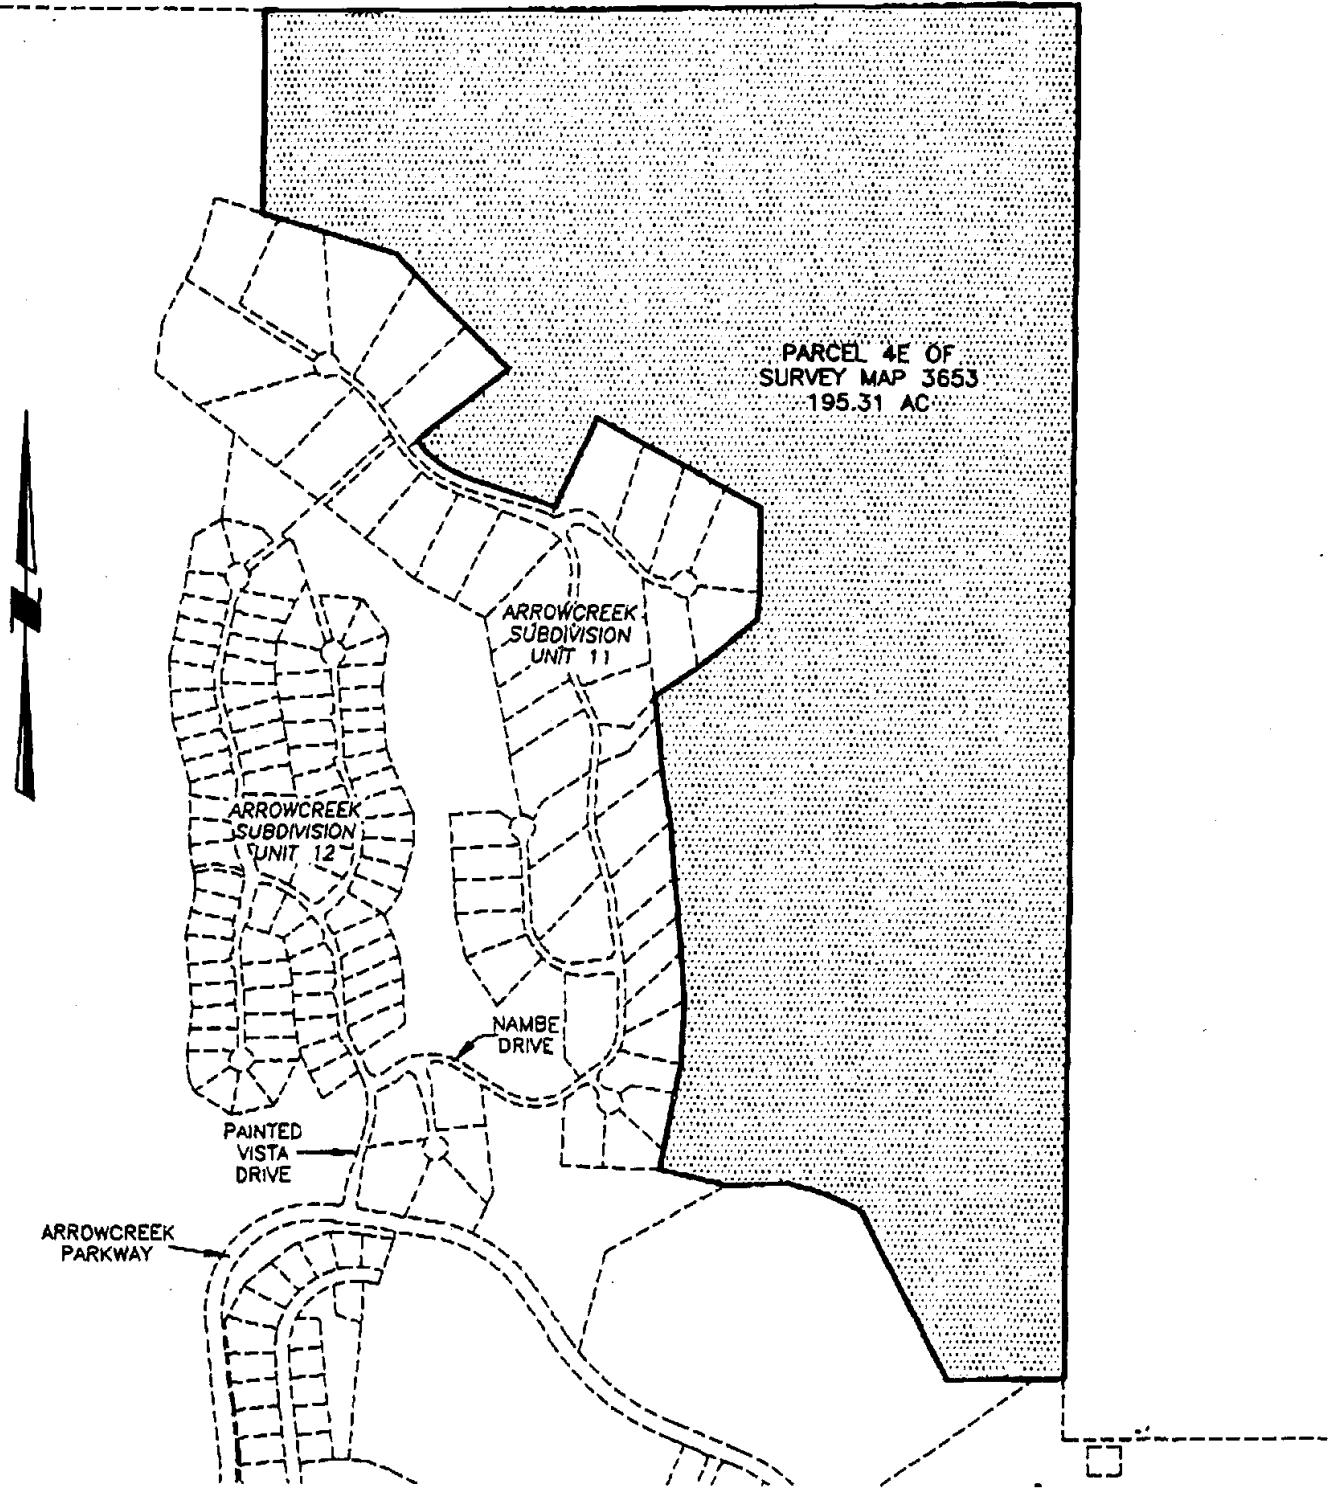 PARCEL 4E OF
SURVEY MAP 3653
195.31 AC
ARROWCREEK
SUBDIVISION
UNIT 11
ARROWCREEK
SUBDIVISION
UNIT 12
NAMBE
DRIVE
PAINTED
VISTA
DRIVE
ARROWCREEK
PARKWAY